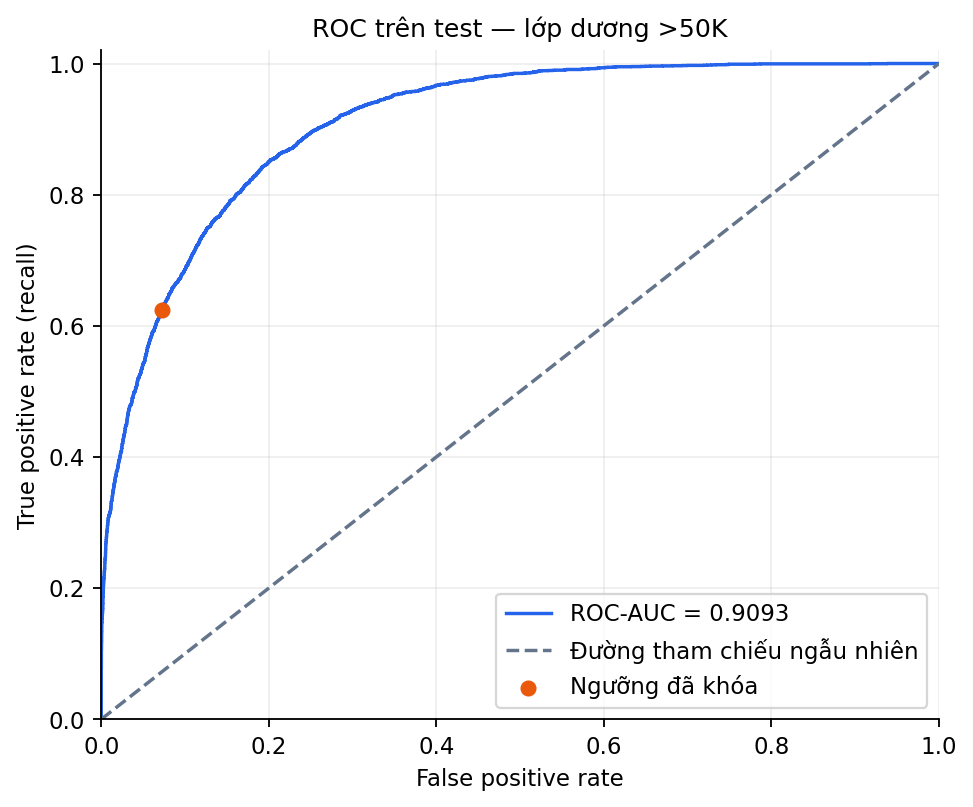 ROC trên test — lớp dương >50K
True positive rate (recall)
1.0
0.8
0.6
0.4
0.2
0.0
0.0 0.2 0.4 0.6 0.8 1.0
False positive rate
ROC-AUC = 0.9093
Đường tham chiếu ngẫu nhiên
Ngưỡng đã khóa